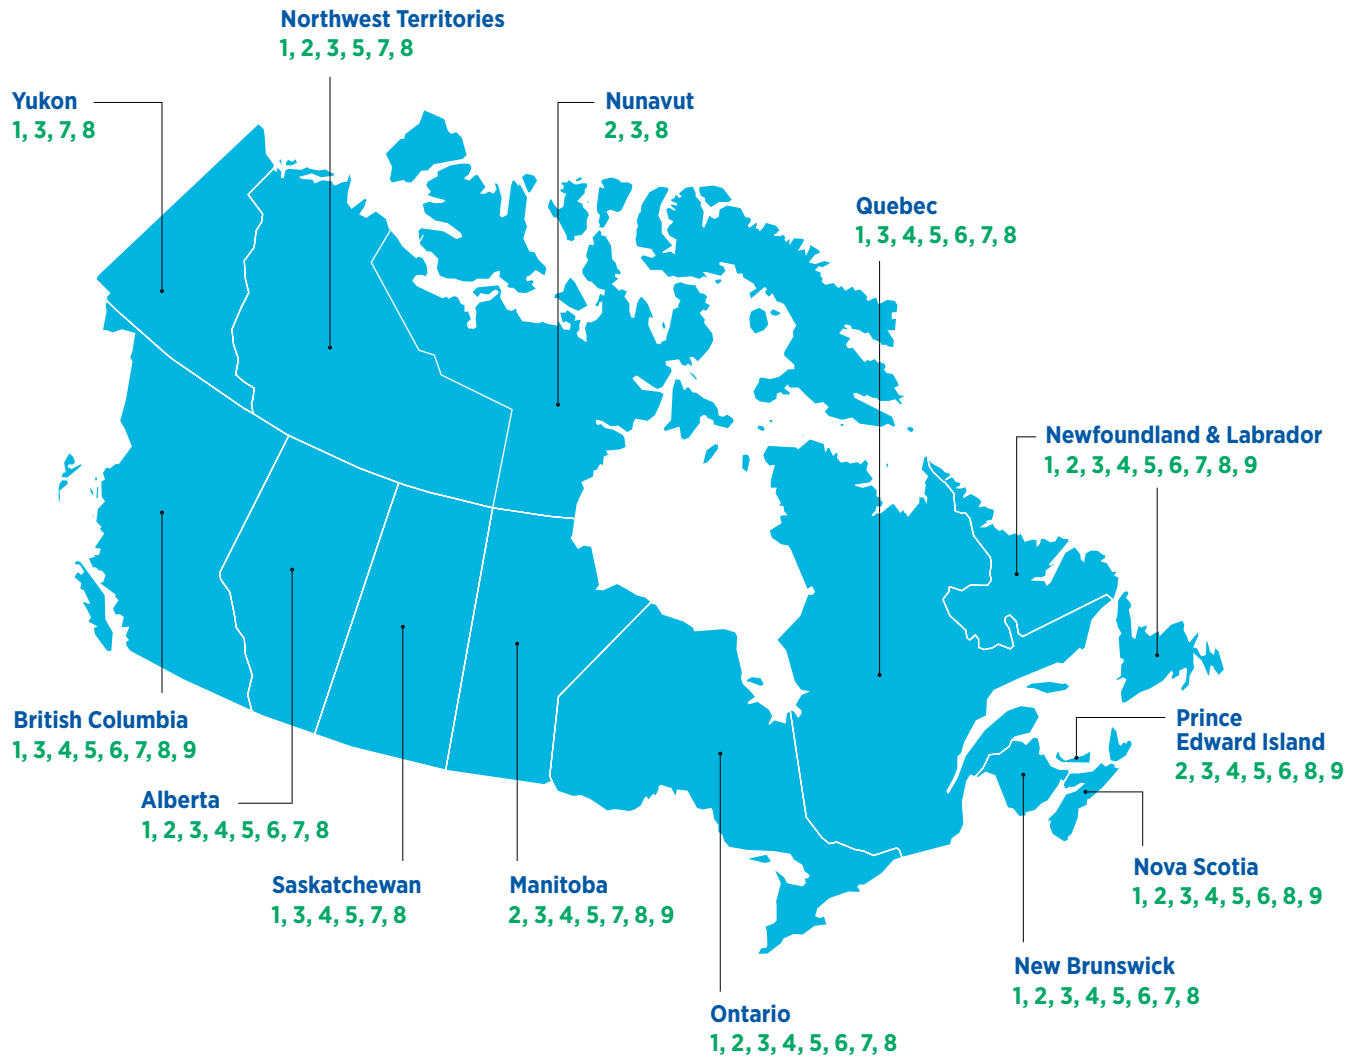 Northwest Territories
1, 2, 3, 5, 7, 8
Yukon
1, 3, 7, 8
Nunavut
2, 3, 8
Quebec
1, 3, 4, 5, 6, 7, 8
Newfoundland & Labrador
1, 2, 3, 4, 5, 6, 7, 8, 9
British Columbia
1, 3, 4, 5, 6, 7, 8, 9
Prince
Edward Island
2, 3, 4, 5, 6, 8, 9
Alberta
1, 2, 3, 4, 5, 6, 7, 8
Saskatchewan
1, 3, 4, 5, 7, 8
Manitoba
2, 3, 4, 5, 7, 8, 9
Nova Scotia
1, 2, 3, 4, 5, 6, 8, 9
New Brunswick
1, 2, 3, 4, 5, 6, 7, 8
Ontario
1, 2, 3, 4, 5, 6, 7, 8